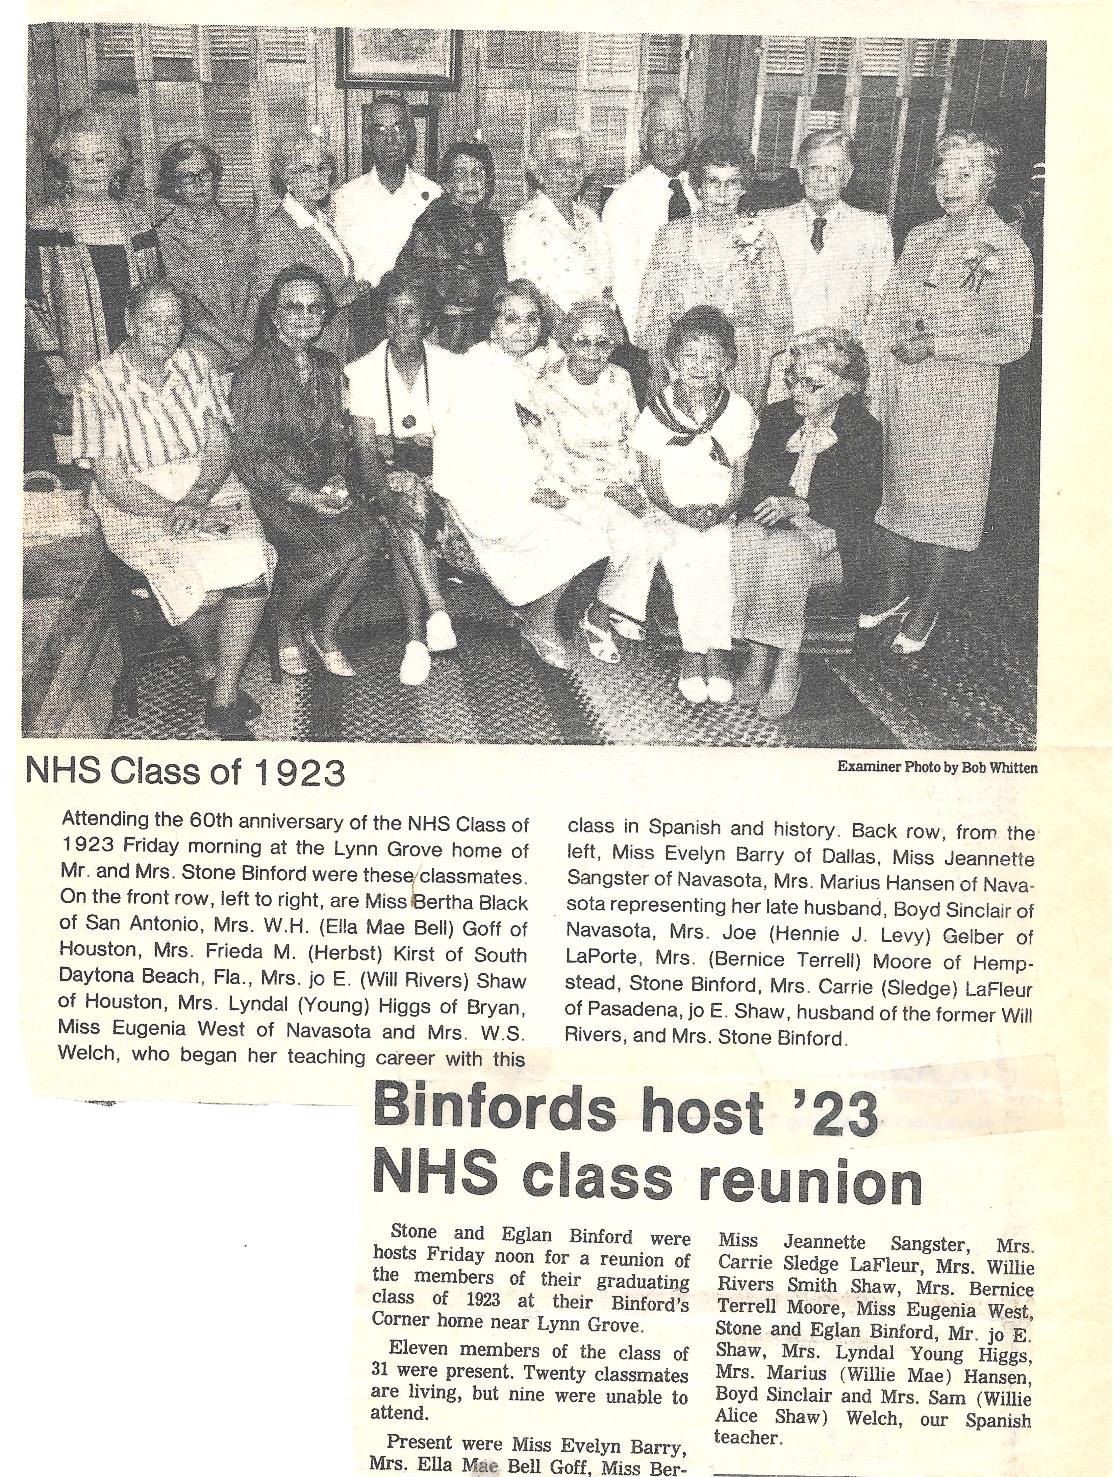 NHS Class of 1923
Examiner Photo by Bob Whitten
Attending the 60th anniversary of the NHS Class of
1923 Friday morning at the Lynn Grove home of
Mr. and Mrs. Stone Binford were these classmates.
On the front row, left to right, are Miss Bertha Black
of San Antonio, Mrs. W.H. (Ella Mae Bell) Goff of
Houston, Mrs. Frieda M. (Herbst) Kirst of South
Daytona Beach, Fla., Mrs. jo E. (Will Rivers) Shaw
of Houston, Mrs. Lyndal (Young) Higgs of Bryan,
Miss Eugenia West of Navasota and Mrs. W.S.
Welch, who began her teaching career with this
class in Spanish and history. Back row, from the
left, Miss Evelyn Barry of Dallas, Miss Jeannette
Sangster of Navasota, Mrs. Marius Hansen of Nava-
sota representing her late husband, Boyd Sinclair of
Navasota, Mrs. Joe (Hennie J. Levy) Gelber of
LaPorte, Mrs. (Bernice Terrell) Moore of Hemp-
stead, Stone Binford, Mrs. Carrie (Sledge) LaFleur
of Pasadena, jo E. Shaw, husband of the former Will
Rivers, and Mrs. Stone Binford.
Binfords host ’23
NHS class reunion
Stone and Eglan Binford were
hosts Friday noon for a reunion of
the members of their graduating
class of 1923 at their Binford's
Corner home near Lynn Grove.
Eleven members of the class of
31 were present. Twenty classmates
are living, but nine were unable to
attend.
Present were Miss Evelyn Barry,
Mrs. Ella Mae Bell Goff, Miss Ber-
Miss Jeannette Sangster, Mrs.
Carrie Sledge LaFleur, Mrs. Willie
Rivers Smith Shaw, Mrs. Bernice
Terrell Moore, Miss Eugenia West,
Stone and Eglan Binford, Mr. jo E.
Shaw, Mrs. Lyndal Young Higgs,
Mrs. Marius (Willie Mae) Hansen,
Boyd Sinclair and Mrs. Sam (Willie
Alice Shaw) Welch, our Spanish
teacher.